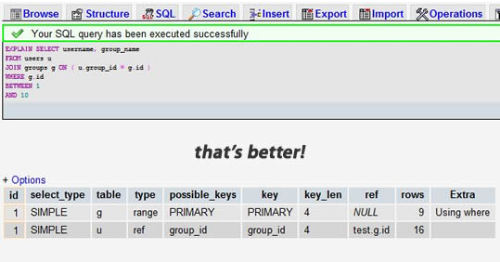 Browse Structure SQL Search Insert Export Import Operations
Your SQL query has been executed successfully
EXPLAIN SELECT username, group_name
FROM users u
JOIN groups g ON ( u.group_id = g.id )
WHERE g.id
BETWEEN 1
AND 10
that's better!
+ Options
id select_type table type possible_keys key key_len ref rows Extra
1 SIMPLE g range PRIMARY PRIMARY 4 NULL 9 Using where
1 SIMPLE u ref group_id group_id 4 test.g.id 16